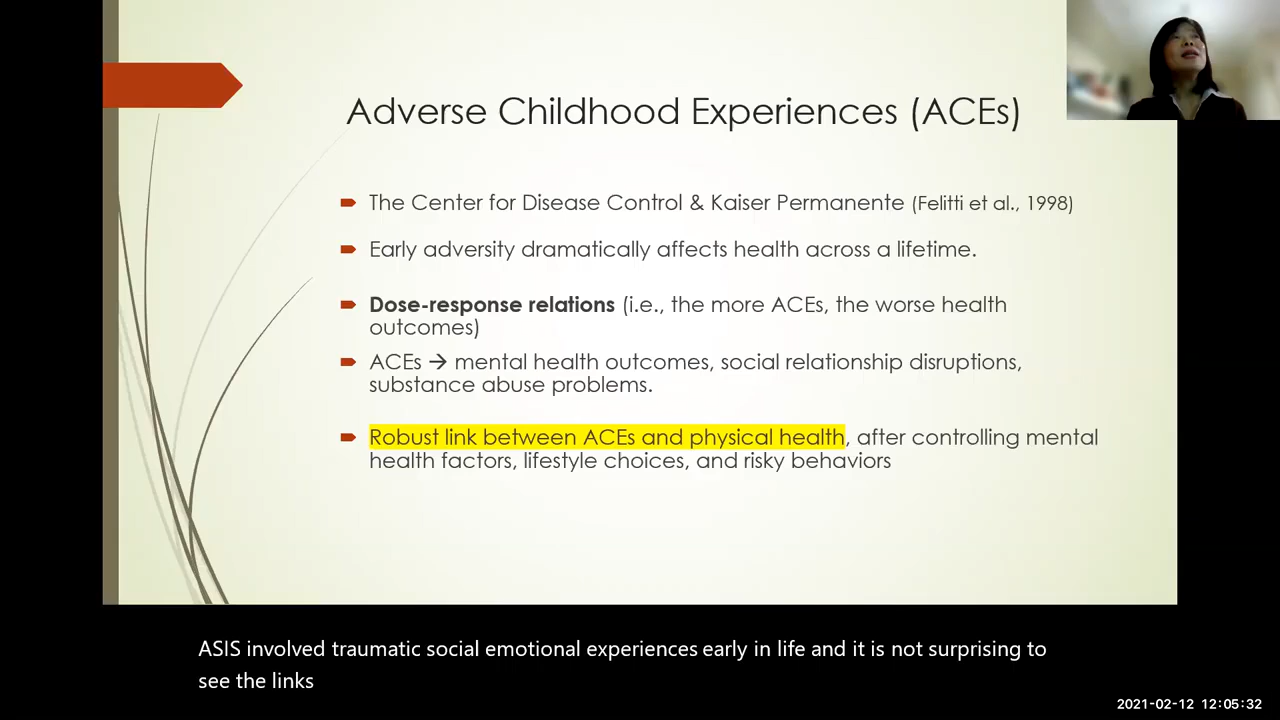 Adverse Childhood Experiences (ACEs)
The Center for Disease Control & Kaiser Permanente (Felitti et al., 1998)
Early adversity dramatically affects health across a lifetime.
Dose-response relations (i.e., the more ACEs, the worse health
outcomes)
ACEs → mental health outcomes, social relationship disruptions,
substance abuse problems.
Robust link between ACEs and physical health, after controlling mental
health factors, lifestyle choices, and risky behaviors
ASIS involved traumatic social emotional experiences early in life and it is not surprising to
see the links
2021-02-12 12:05:32